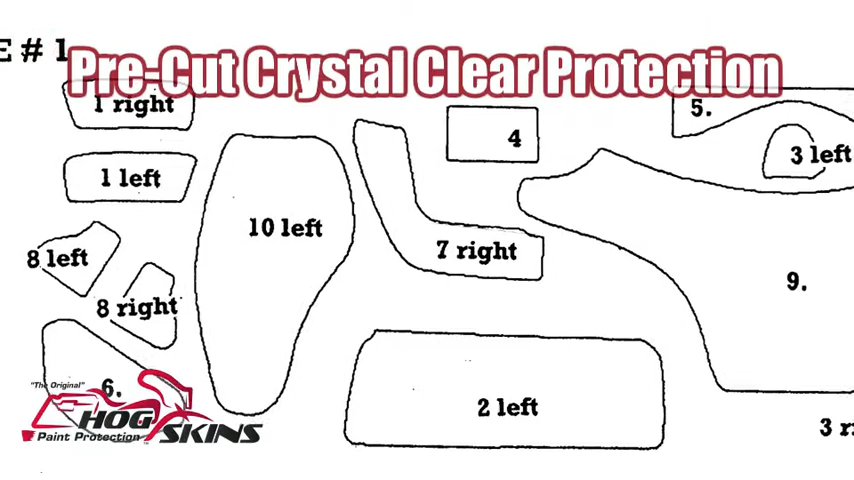 E # 1
Pre-Cut Crystal Clear Protection
1 right
4
5.
3 left
1 left
10 left
7 right
8 left
9.
8 right
6.
2 left
3
"The Original"
HOG SKINS
Paint Protection